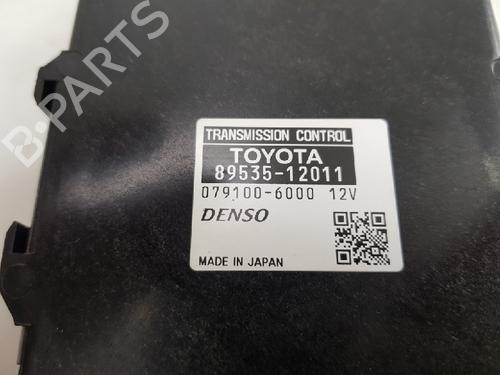 B-PARTS
TRANSMISSION CONTROL
TOYOTA
89535-12011
079100-6000 12V
DENSO
MADE IN JAPAN